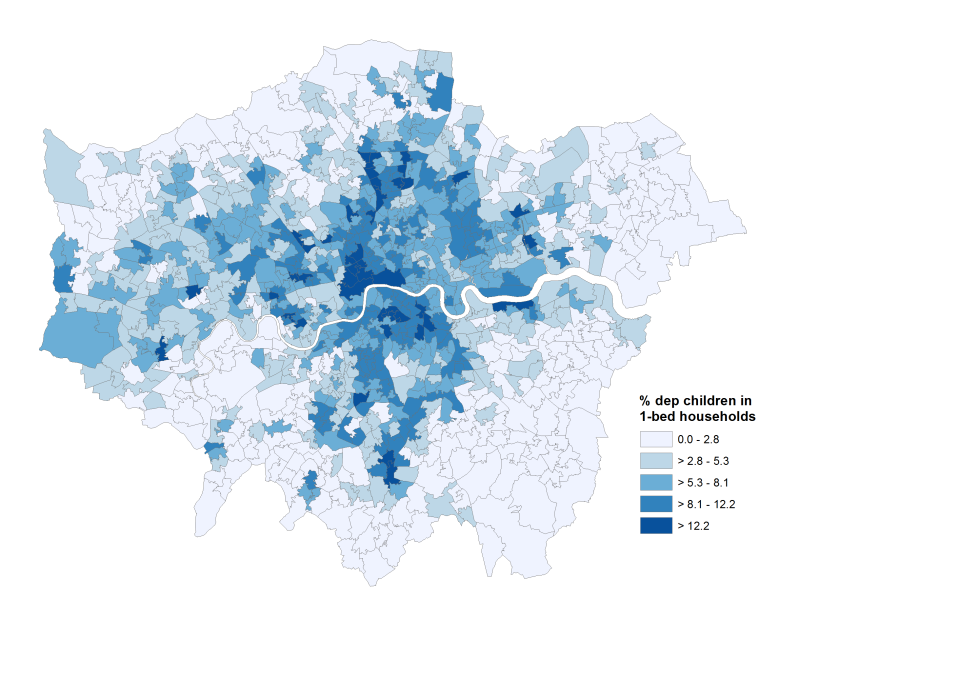 % dep children in
1-bed households
0.0 - 2.8
> 2.8 - 5.3
> 5.3 - 8.1
> 8.1 - 12.2
> 12.2